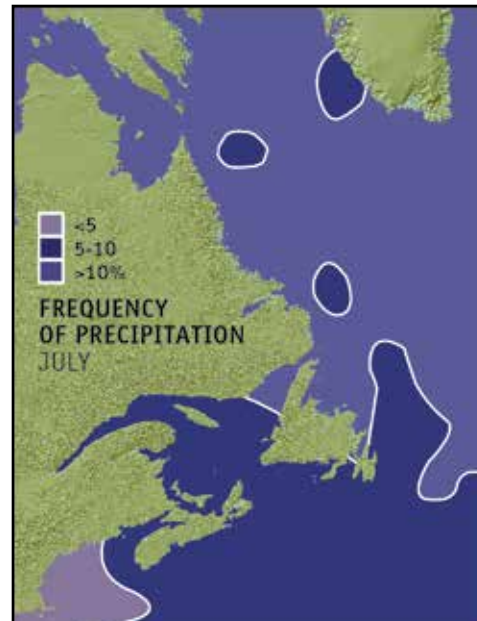 <5
5-10
>10%
FREQUENCY
OF PRECIPITATION
JULY